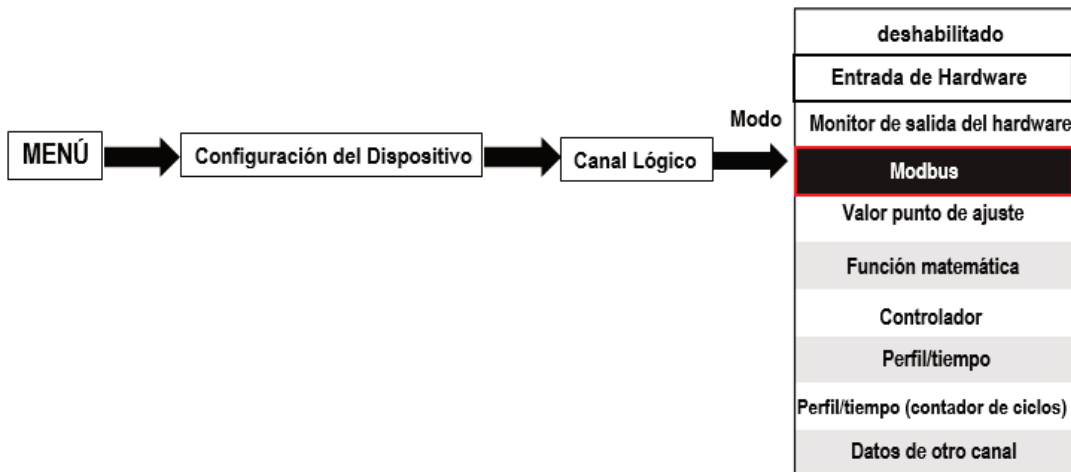 MENÚ
Configuración del Dispositivo
Canal Lógico
Modo
deshabilitado
Entrada de Hardware
Monitor de salida del hardware
Modbus
Valor punto de ajuste
Función matemática
Controlador
Perfil/tiempo
Perfil/tiempo (contador de ciclos)
Datos de otro canal